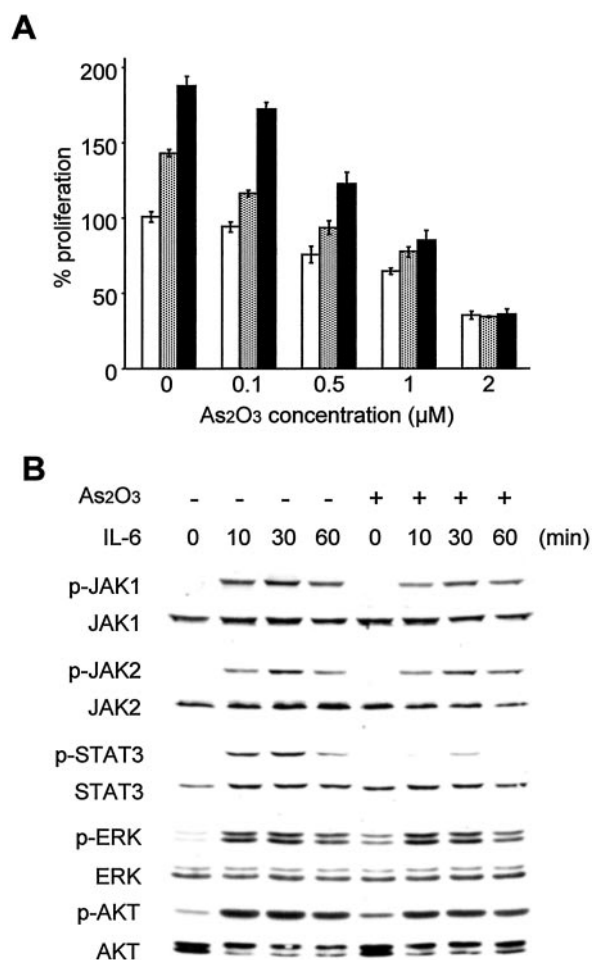 A
200
150
100
50
0
% proliferation
0 0.1 0.5 1 2
As2O3 concentration (µM)
B
As2O3 - - - - + + + +
IL-6 0 10 30 60 0 10 30 60 (min)
p-JAK1
JAK1
p-JAK2
JAK2
p-STAT3
STAT3
p-ERK
ERK
p-AKT
AKT